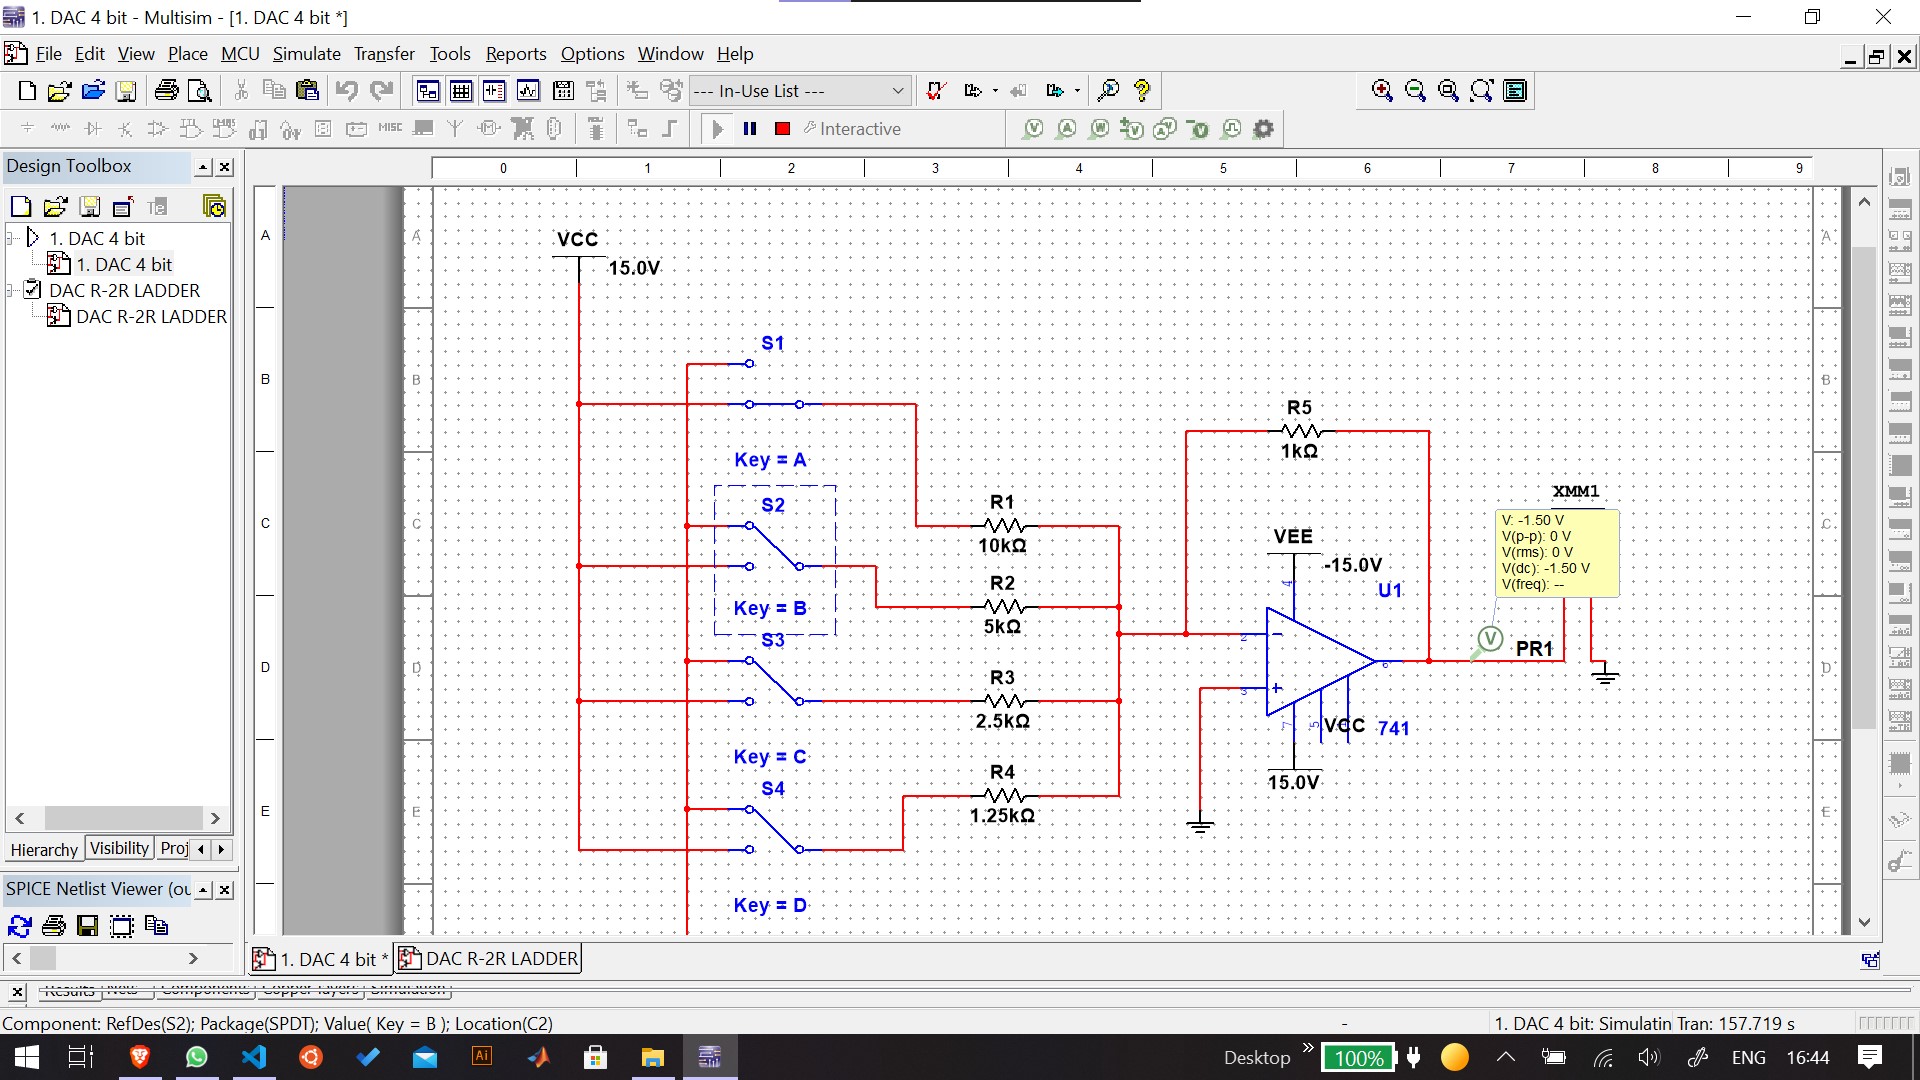 1. DAC 4 bit - Multisim - [1. DAC 4 bit *]
File Edit View Place MCU Simulate Transfer Tools Reports Options Window Help
--- In-Use List ---
MISC
Interactive
Design Toolbox
0 1 2 3 4 5 6 7 8 9
1. DAC 4 bit
1. DAC 4 bit
DAC R-2R LADDER
DAC R-2R LADDER
A
B
C
D
E
A
B
C
D
E
A
B
C
D
E
VCC
15.0V
S1
Key = A
S2
Key = B
S3
Key = C
S4
Key = D
R1
10kΩ
R2
5kΩ
R3
2.5kΩ
R4
1.25kΩ
R5
1kΩ
VEE
-15.0V
U1
4
2
3
6
7
5
VCC
741
15.0V
XMM1
V: -1.50 V
V(p-p): 0 V
V(rms): 0 V
V(dc): -1.50 V
V(freq): --
V
PR1
Hierarchy Visibility Proj
SPICE Netlist Viewer (ou
1. DAC 4 bit * DAC R-2R LADDER
Results Nets Components Copper layers Simulation
Component: RefDes(S2); Package(SPDT); Value( Key = B ); Location(C2)
-
1. DAC 4 bit: Simulatin Tran: 157.719 s
Ai
Desktop
100%
ENG
16:44